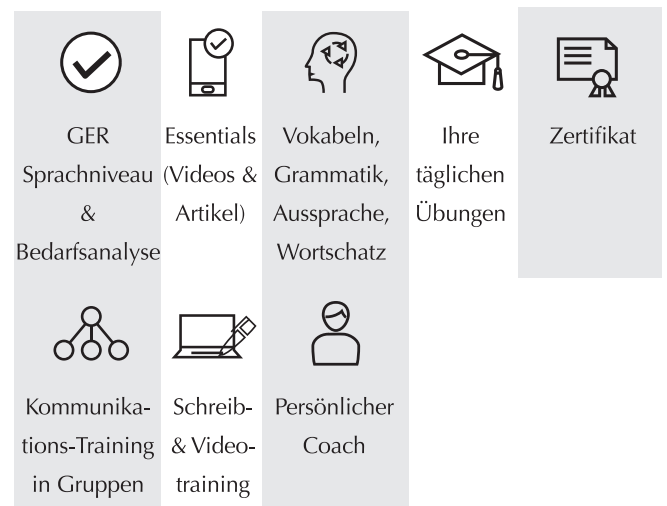 GER
Sprachniveau
&
Bedarfsanalyse
Essentials
(Videos &
Artikel)
Vokabeln,
Grammatik,
Aussprache,
Wortschatz
Ihre
täglichen
Übungen
Zertifikat
Kommunika-
tions-Training
in Gruppen
Schreib-
& Video-
training
Persönlicher
Coach